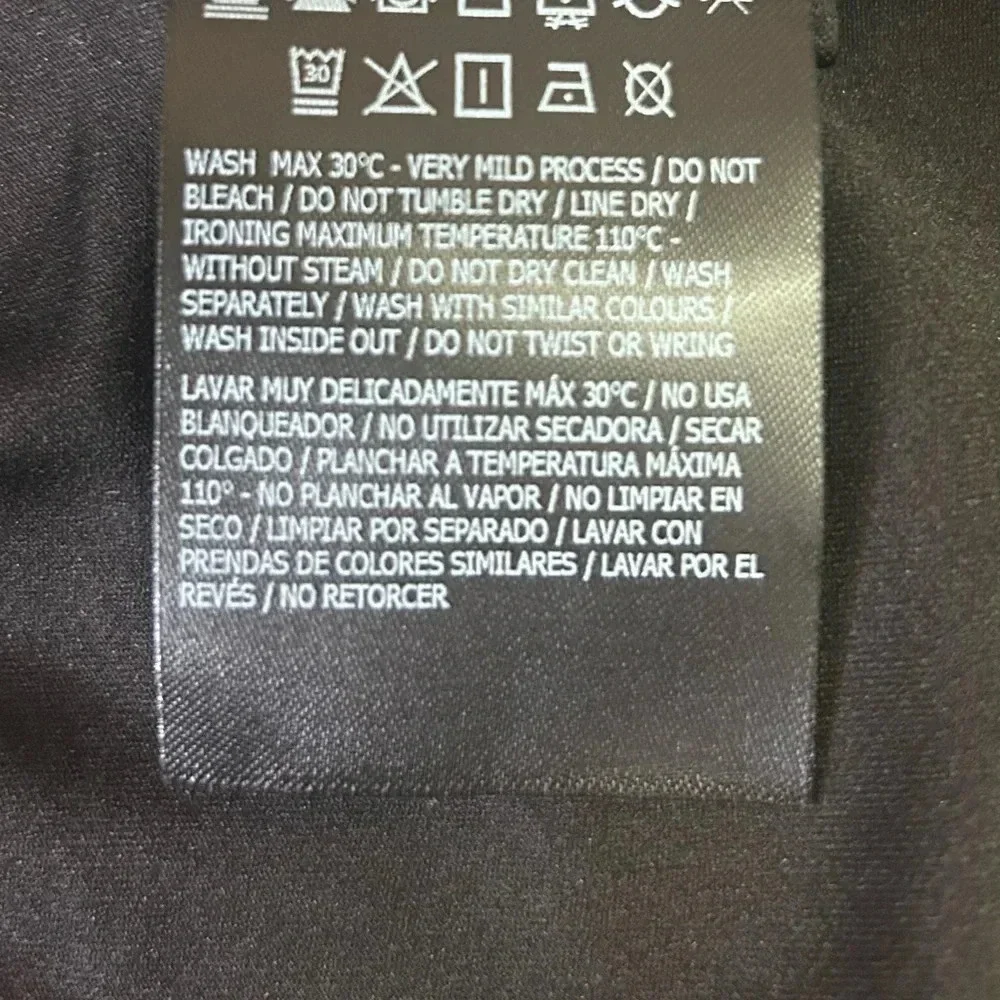 30
WASH MAX 30°C - VERY MILD PROCESS / DO NOT
BLEACH / DO NOT TUMBLE DRY / LINE DRY /
IRONING MAXIMUM TEMPERATURE 110°C -
WITHOUT STEAM / DO NOT DRY CLEAN / WASH
SEPARATELY / WASH WITH SIMILAR COLOURS /
WASH INSIDE OUT / DO NOT TWIST OR WRING
LAVAR MUY DELICADAMENTE MÁX 30°C / NO USA
BLANQUEADOR / NO UTILIZAR SECADORA / SECAR
COLGADO / PLANCHAR A TEMPERATURA MÁXIMA
110° - NO PLANCHAR AL VAPOR / NO LIMPIAR EN
SECO / LIMPIAR POR SEPARADO / LAVAR CON
PRENDAS DE COLORES SIMILARES / LAVAR POR EL
REVÉS / NO RETORCER